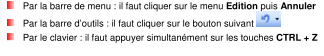 Par la barre de menu : il faut cliquer sur le menu Edition puis Annuler
Par la barre d'outils : il faut cliquer sur le bouton suivant
Par le clavier : il faut appuyer simultanément sur les touches CTRL + Z